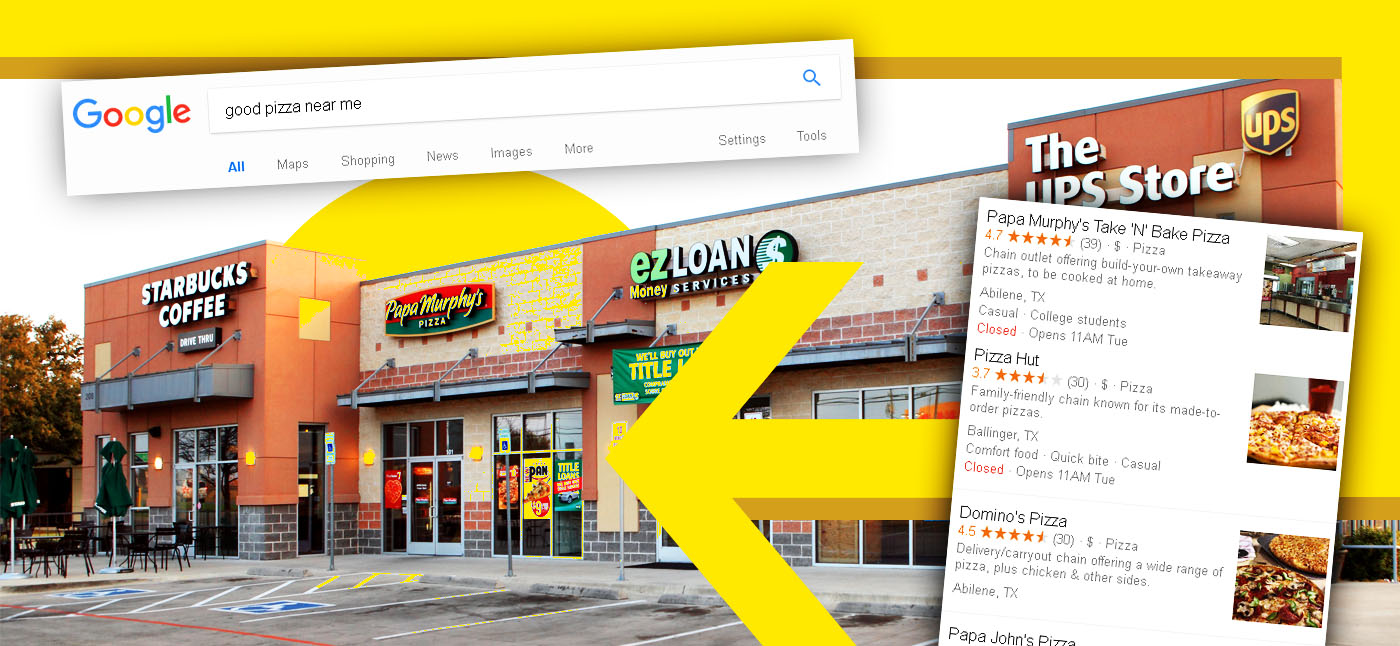 Google
good pizza near me
All Maps Shopping News Images More Settings Tools
ups
The
UPS Store
STARBUCKS
COFFEE
DRIVE THRU
Papa Murphy's
PIZZA
ezLOAN $
Money SERVICES
WE'LL BUY OUT
TITLE
PAN
TITLE
LOANS
101
Papa Murphy's Take 'N' Bake Pizza
4.7 (39) · $ · Pizza
Chain outlet offering build-your-own takeaway
pizzas, to be cooked at home.
Abilene, TX
Casual · College students
Closed · Opens 11AM Tue
Pizza Hut
3.7 (30) · $ · Pizza
Family-friendly chain known for its made-to-
order pizzas.
Ballinger, TX
Comfort food · Quick bite · Casual
Closed · Opens 11AM Tue
Domino's Pizza
4.5 (30) · $ · Pizza
Delivery/carryout chain offering a wide range of
pizza, plus chicken & other sides.
Abilene, TX
Papa John's Pizza